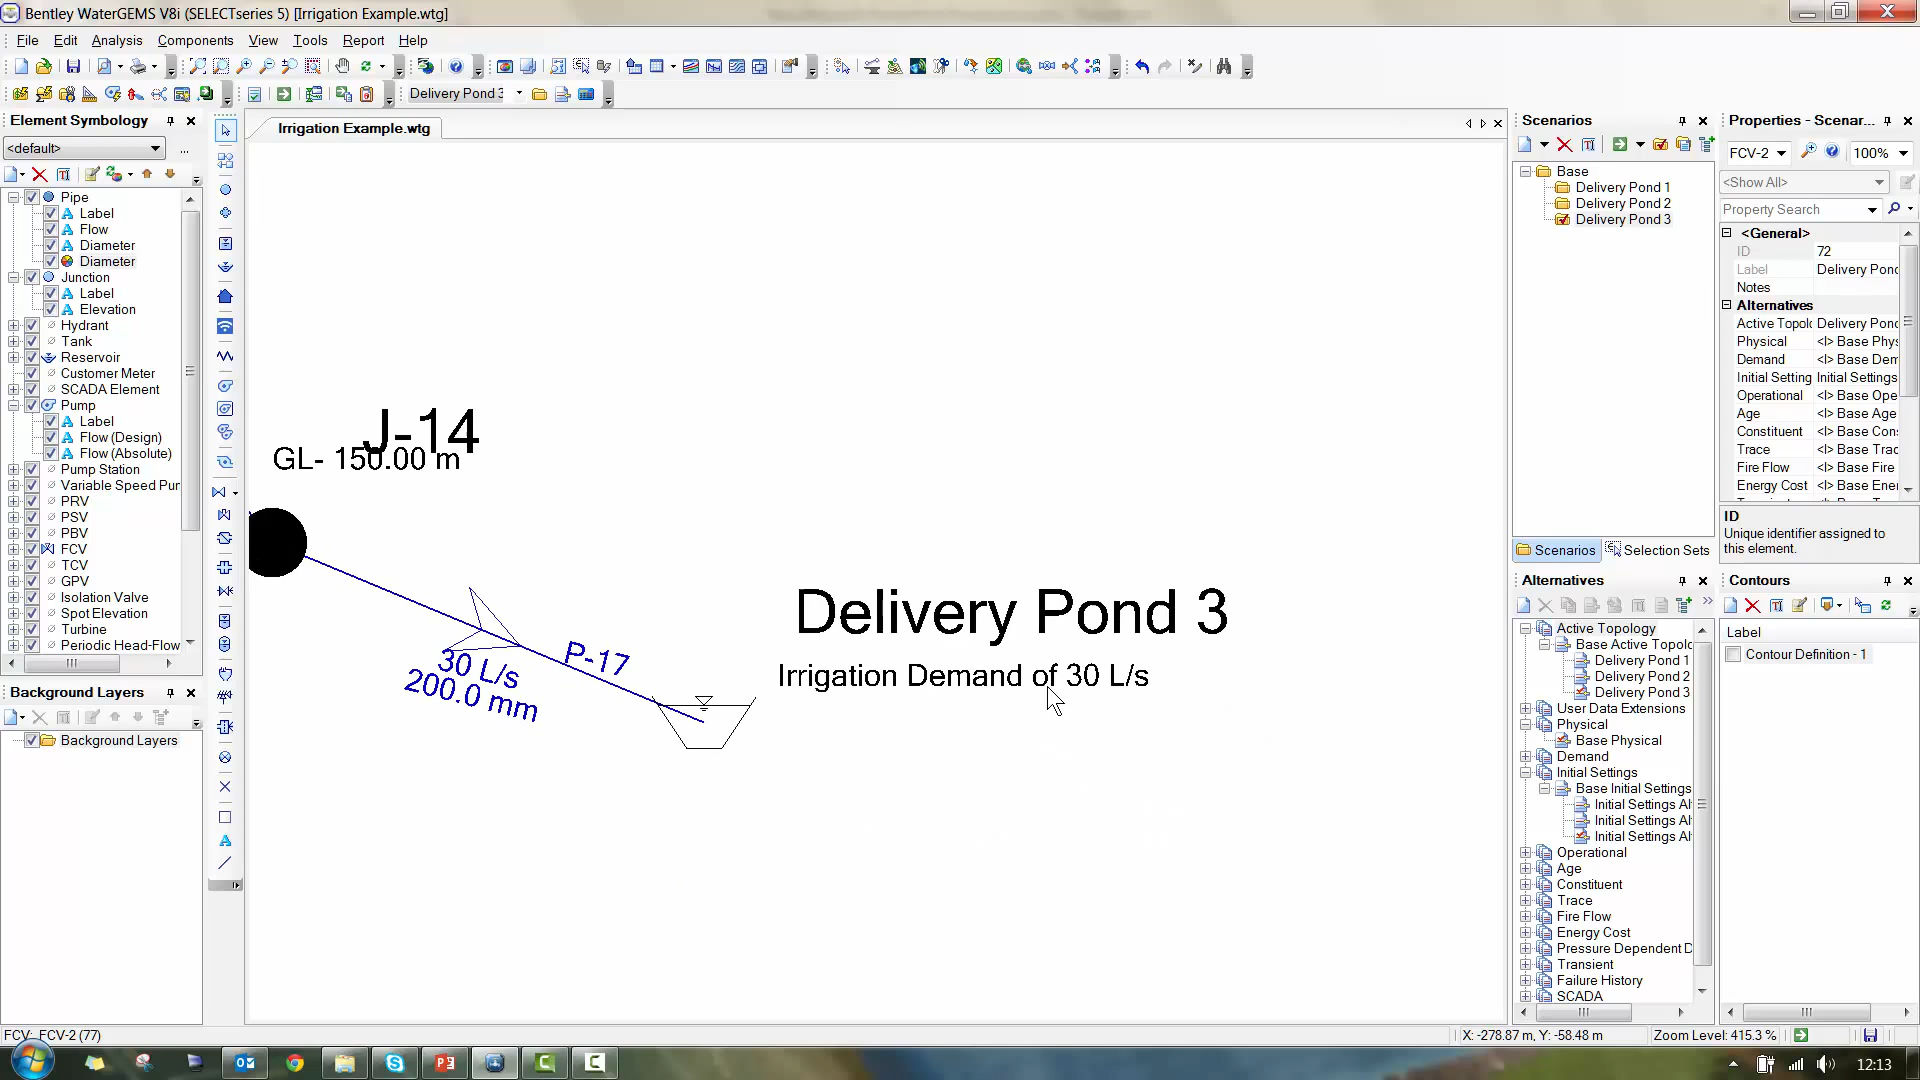 Bentley WaterGEMS V8i (SELECTseries 5) [Irrigation Example.wtg]
File Edit Analysis Components View Tools Report Help
Delivery Pond 3
Element Symbology
<default>
...
Pipe
Label
Flow
Diameter
Diameter
Junction
Label
Elevation
Hydrant
Tank
Reservoir
Customer Meter
SCADA Element
Pump
Label
Flow (Design)
Flow (Absolute)
Pump Station
Variable Speed Pur
PRV
PSV
PBV
FCV
TCV
GPV
Isolation Valve
Spot Elevation
Turbine
Periodic Head-Flow
Background Layers
Background Layers
Irrigation Example.wtg
J-14
GL- 150.00 m
P-17
30 L/s
200.0 mm
Delivery Pond 3
Irrigation Demand of 30 L/s
Scenarios
Base
Delivery Pond 1
Delivery Pond 2
Delivery Pond 3
Scenarios Selection Sets
Alternatives
Active Topology
Base Active Topolc
Delivery Pond 1
Delivery Pond 2
Delivery Pond 3
User Data Extensions
Physical
Base Physical
Demand
Initial Settings
Base Initial Settings
Initial Settings Al
Initial Settings Al
Initial Settings Al
Operational
Age
Constituent
Trace
Fire Flow
Energy Cost
Pressure Dependent D
Transient
Failure History
SCADA
Properties - Scenar...
FCV-2 100%
<Show All>
Property Search
<General>
ID 72
Label Delivery Pond
Notes
Alternatives
Active Topolo Delivery Pond
Physical <I> Base Phys
Demand <I> Base Dem
Initial Setting Initial Settings
Operational <I> Base Ope
Age <I> Base Age
Constituent <I> Base Con
Trace <I> Base Trac
Fire Flow <I> Base Fire
Energy Cost <I> Base Ener
ID
Unique identifier assigned to
this element.
Contours
Label
Contour Definition - 1
FCV: FCV-2 (77)
X: -278.87 m, Y: -58.48 m
Zoom Level: 415.3 %
12:13